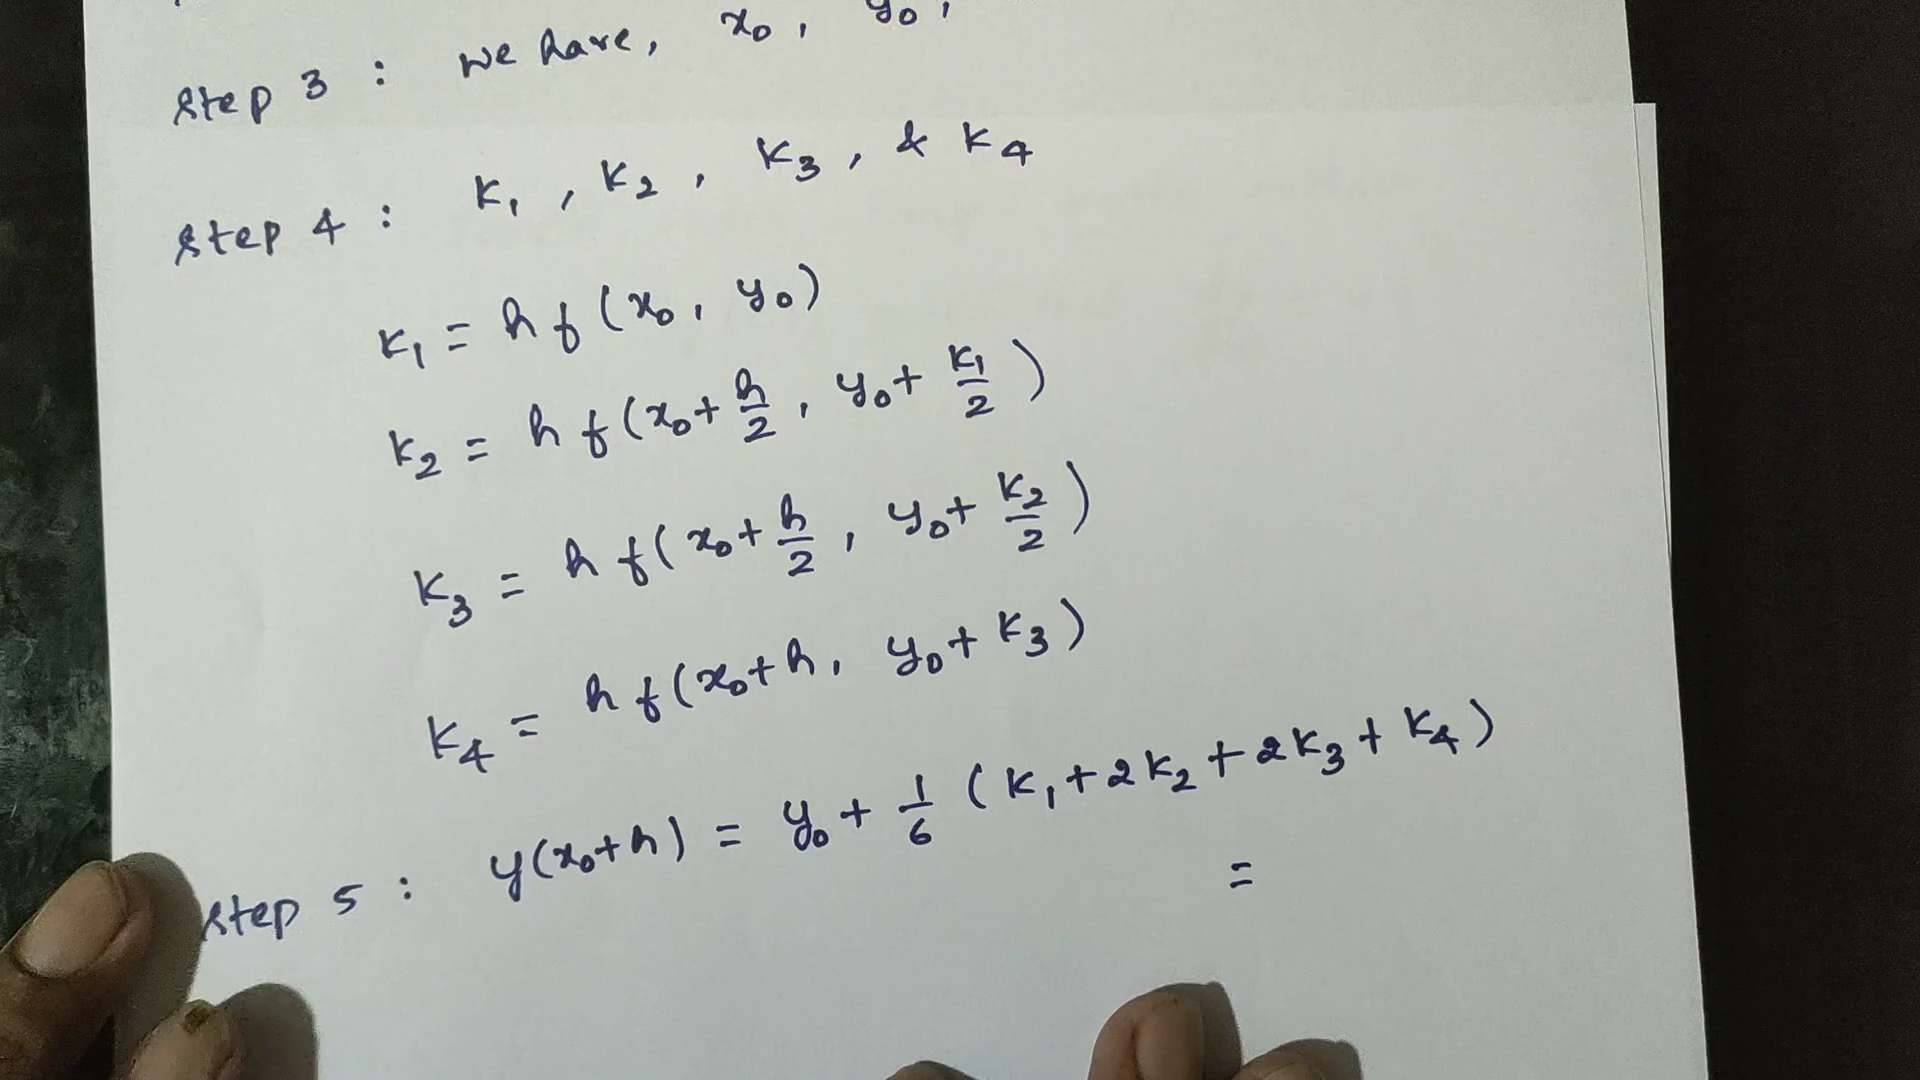 Step 3 : We have, x₀, y₀,
Step 4 : K₁, K₂, K₃, & K₄
K₁ = h f (x₀, y₀)
K₂ = h f (x₀ + h/2, y₀ + K₁/2)
K₃ = h f (x₀ + h/2, y₀ + K₂/2)
K₄ = h f (x₀ + h, y₀ + K₃)
Step 5 : y(x₀ + h) = y₀ + 1/6 (K₁ + 2K₂ + 2K₃ + K₄)
=